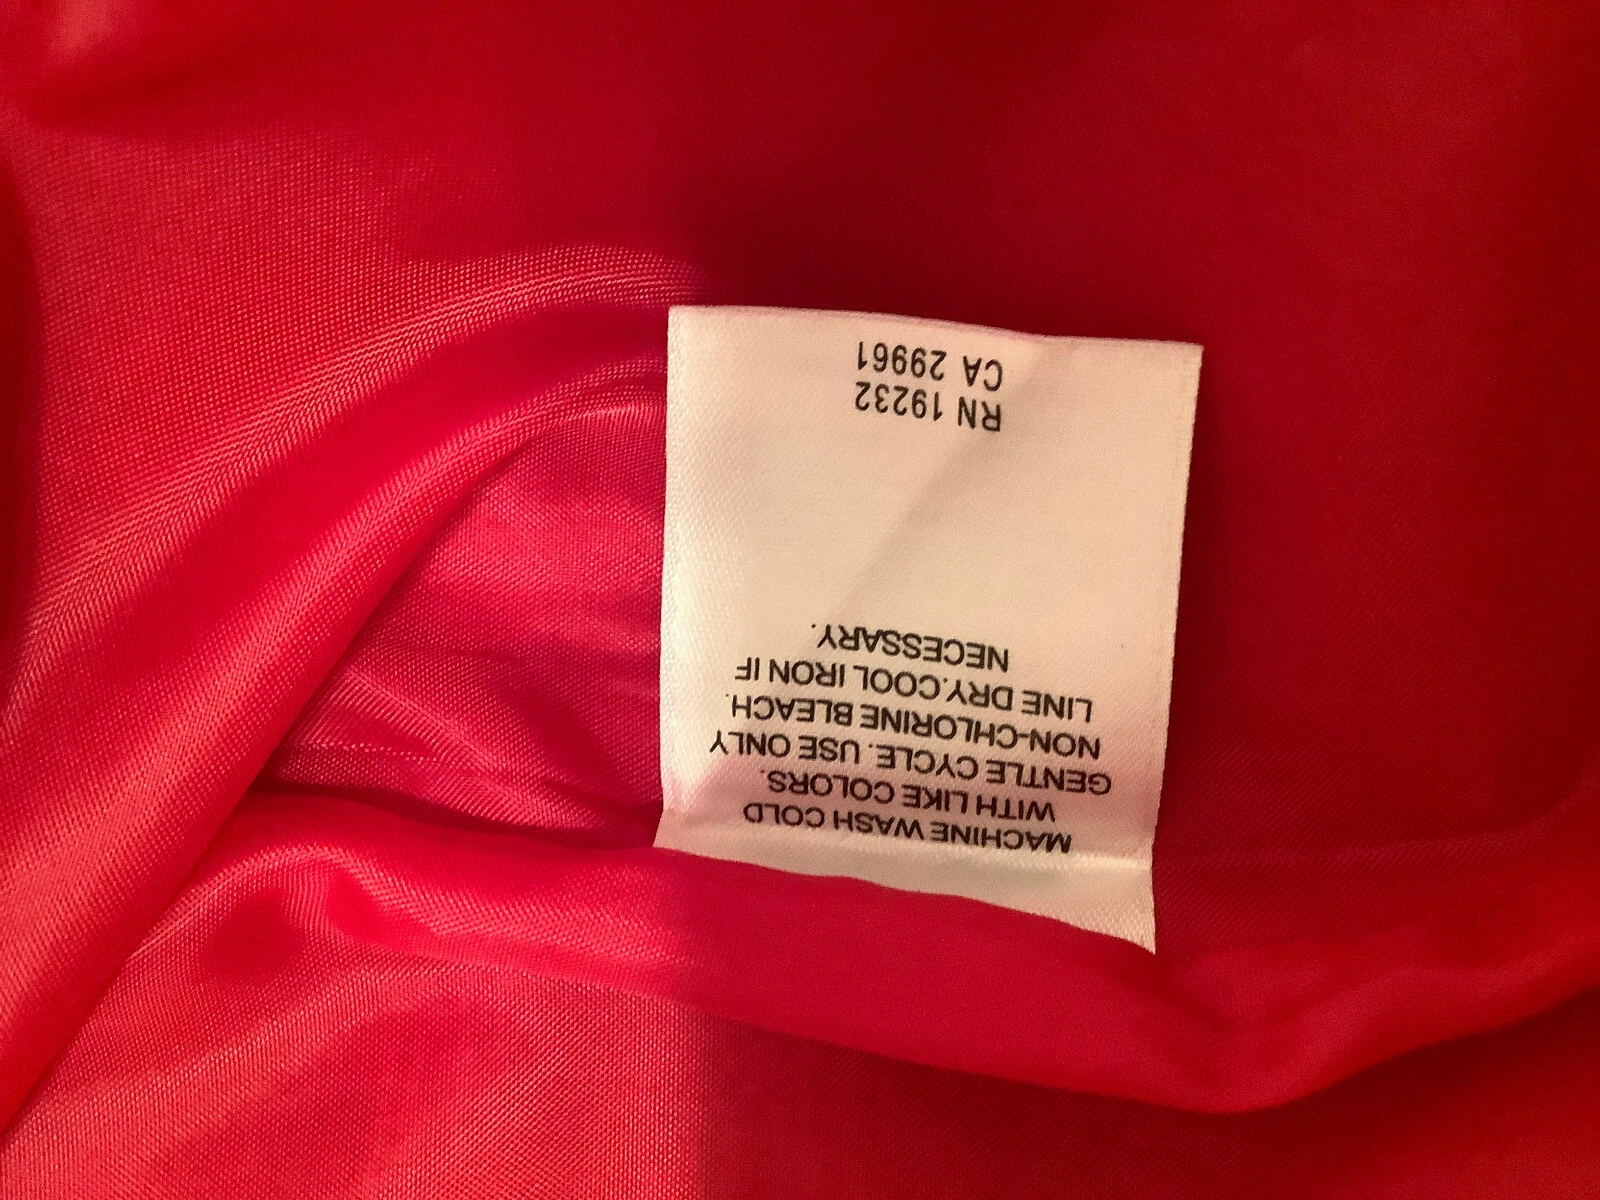 MACHINE WASH COLD
WITH LIKE COLORS.
GENTLE CYCLE. USE ONLY
NON-CHLORINE BLEACH.
LINE DRY.COOL IRON IF
NECESSARY.
RN 19232
CA 29961